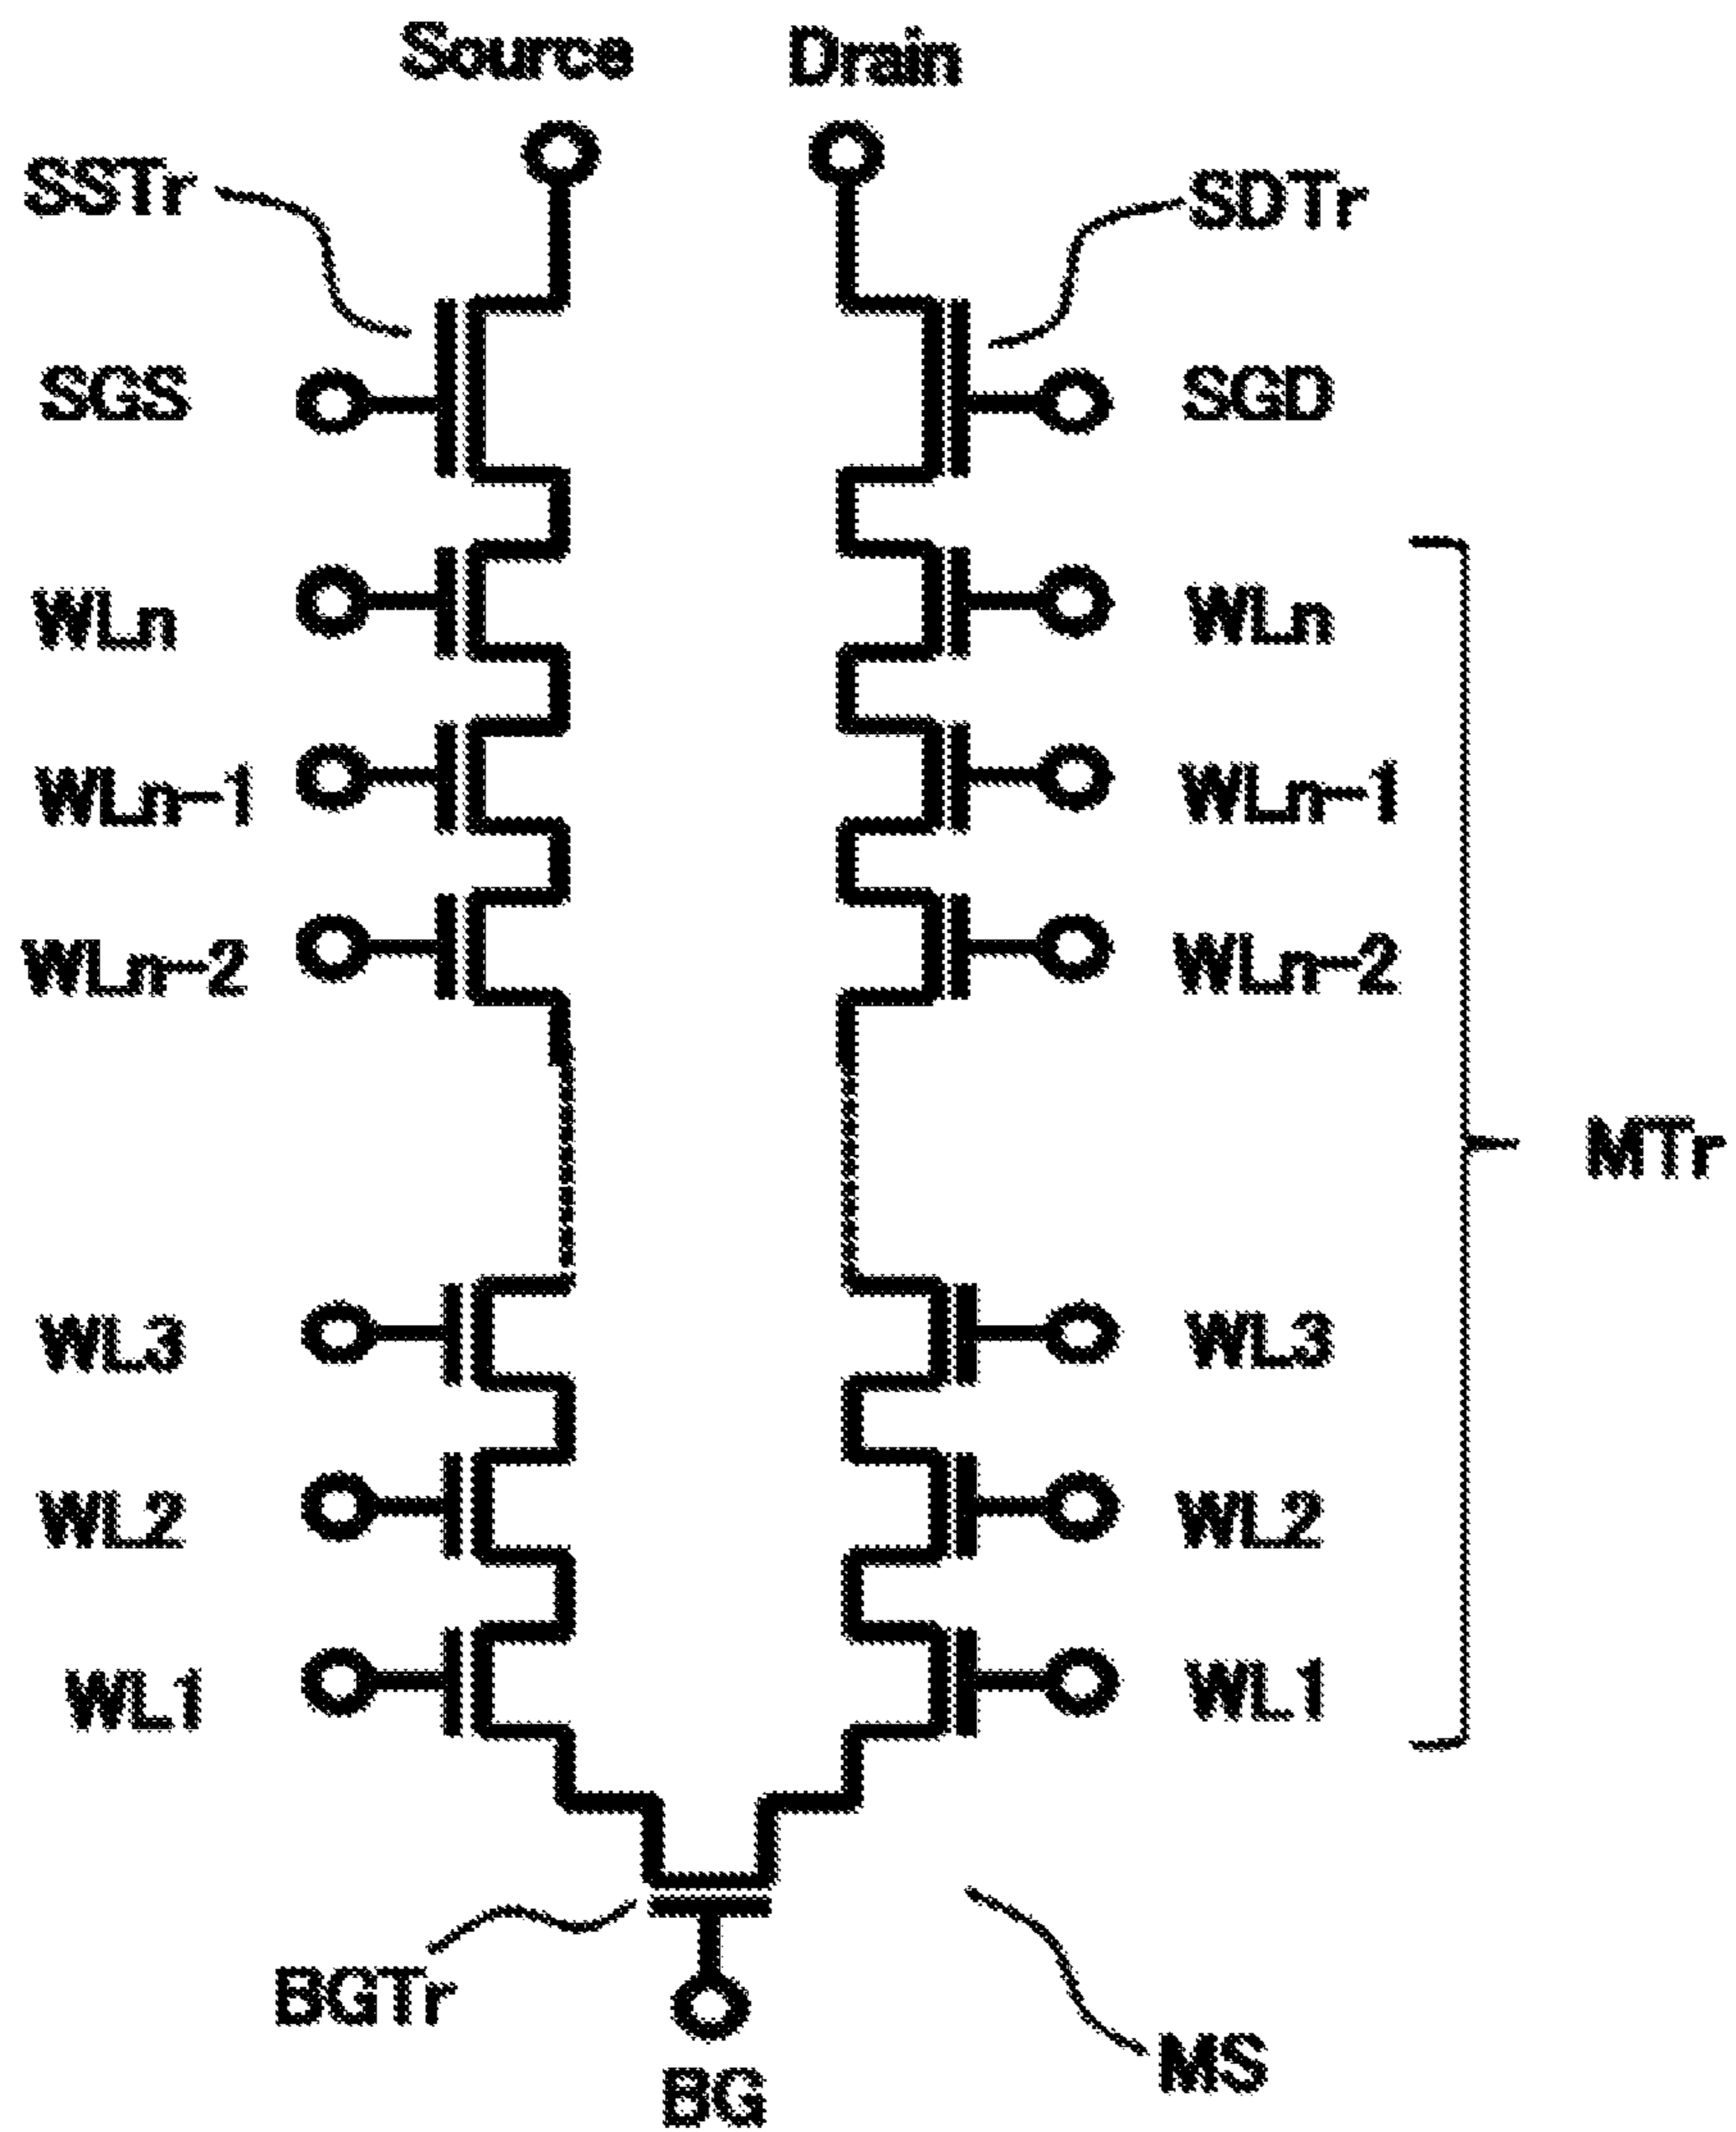 Source Drain
SSTr SDTr
SGS SGD
WLn WLn
WLn-1 WLn-1
WLn-2 WLn-2
MTr
WL3 WL3
WL2 WL2
WL1 WL1
BGTr
MS
BG